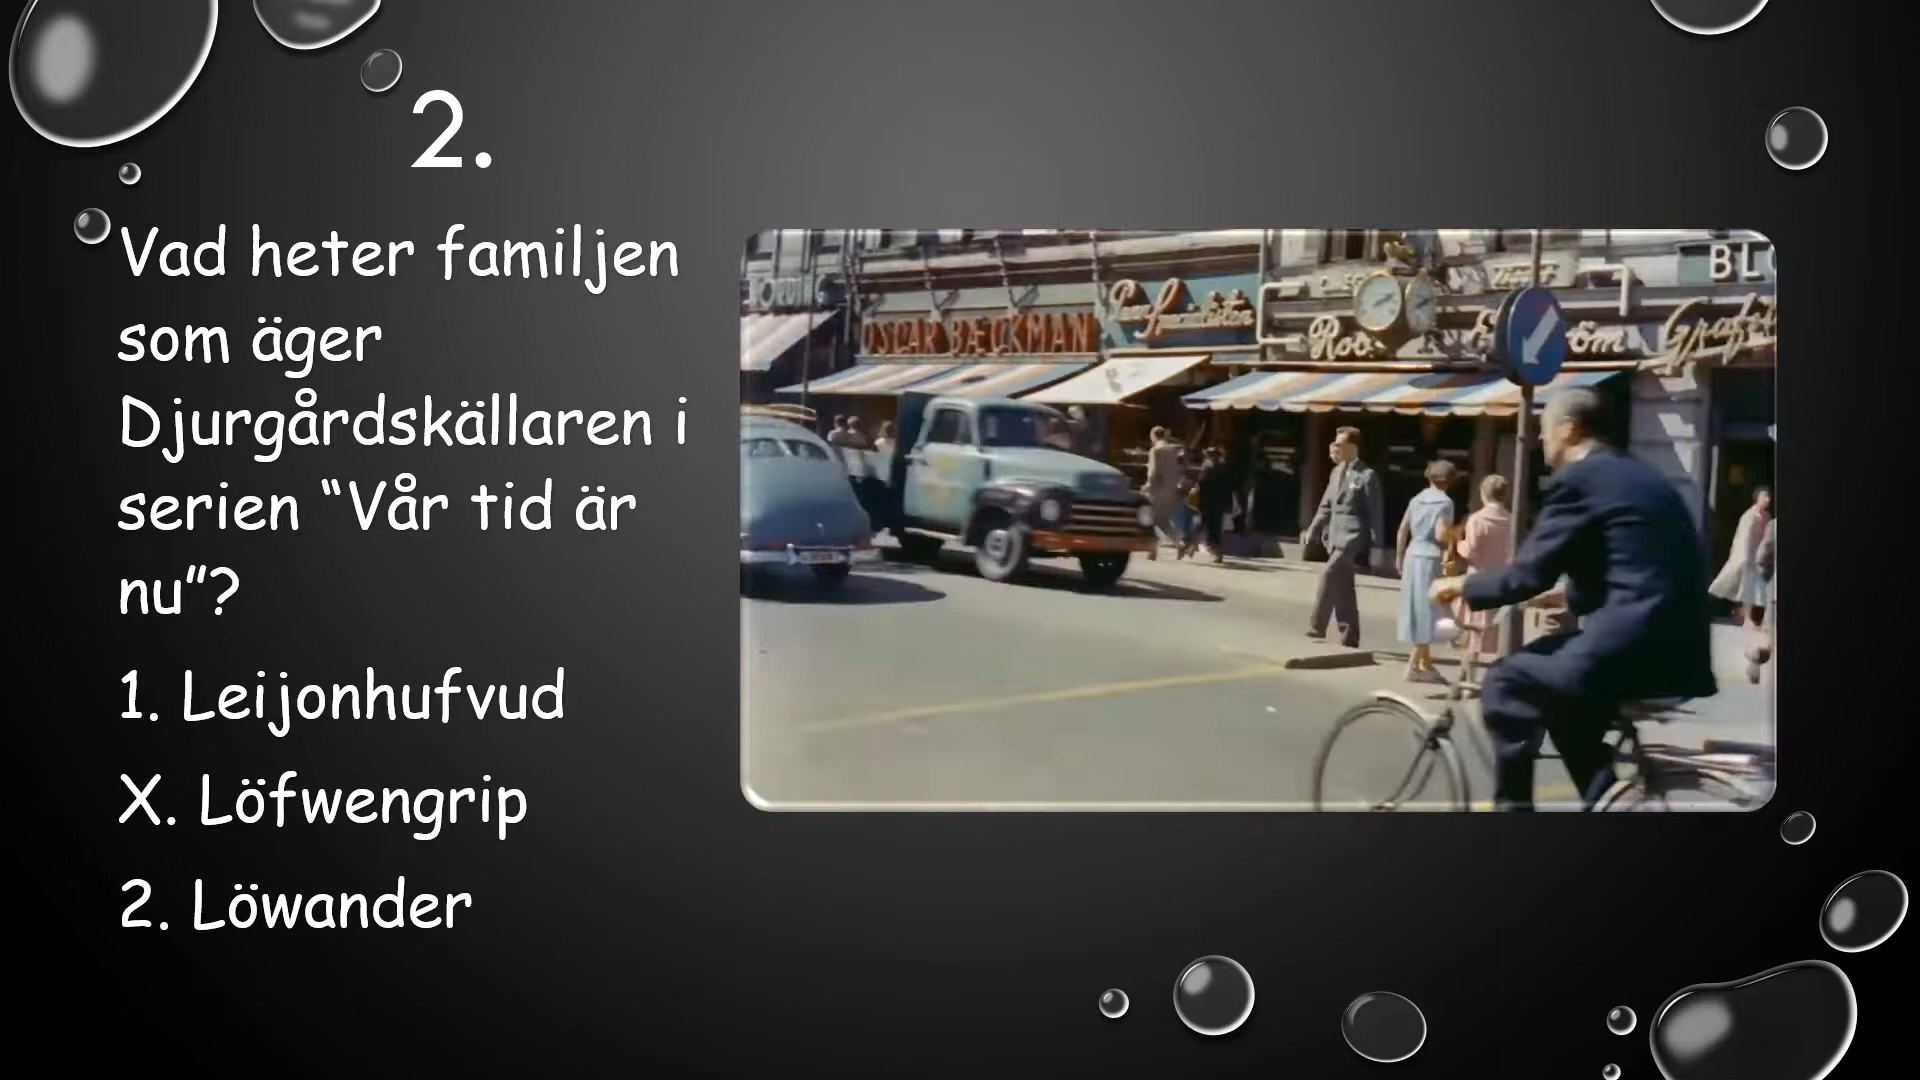 2.
Vad heter familjen
som äger
Djurgårdskällaren i
serien “Vår tid är
nu”?
1. Leijonhufvud
X. Löfwengrip
2. Löwander
OSCAR BÆCKMAN
BLO